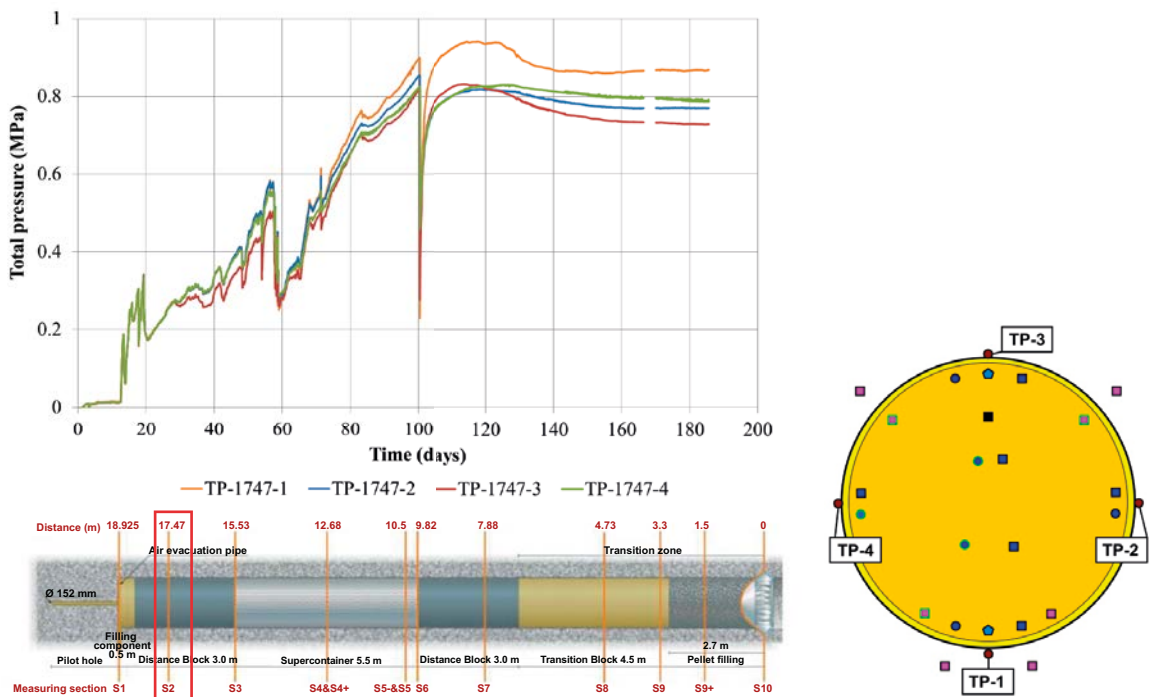 1
0.8
0.6
0.4
0.2
0
Total pressure (MPa)
0 20 40 60 80 100 120 140 160 180 200
Time (days)
TP-1747-1 TP-1747-2 TP-1747-3 TP-1747-4
Distance (m) 18.925 17.47 15.53 12.68 10.5 9.82 7.88 4.73 3.3 1.5 0
Air evacuation pipe Transition zone
Ø 152 mm
Filling
component
0.5 m 2.7 m
Pilot hole Distance Block 3.0 m Supercontainer 5.5 m Distance Block 3.0 m Transition Block 4.5 m Pellet filling
Measuring section S1 S2 S3 S4&S4+ S5-&S5 S6 S7 S8 S9 S9+ S10
TP-3
TP-4 TP-2
TP-1